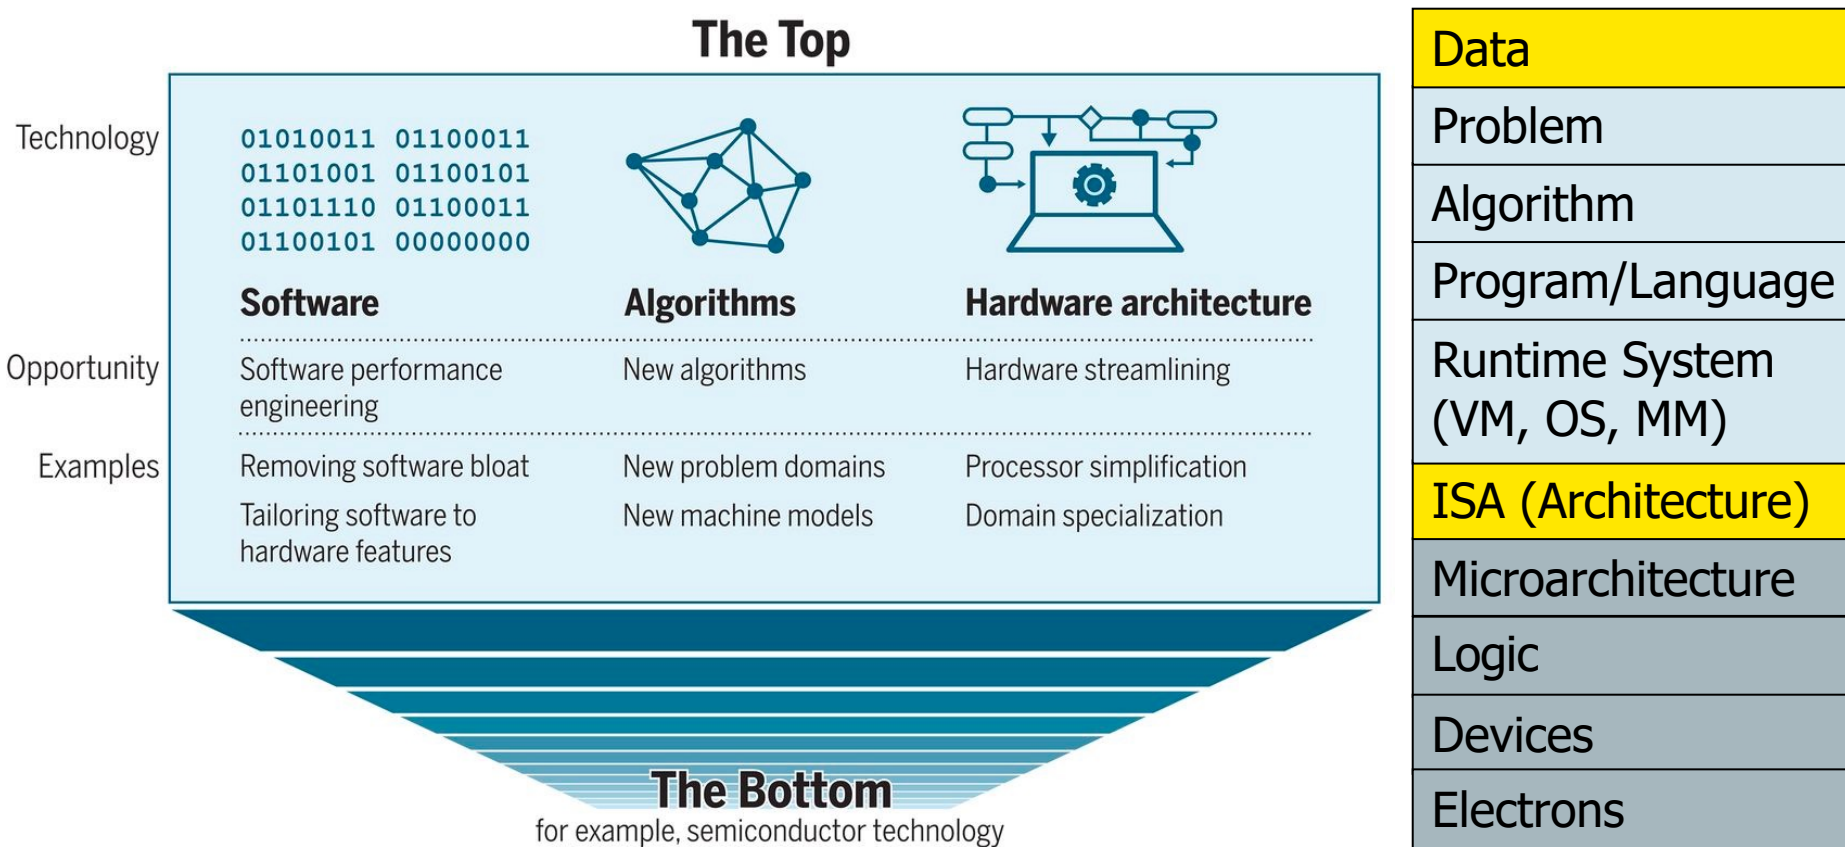 The Top
Technology
01010011 01100011
01101001 01100101
01101110 01100011
01100101 00000000
Software
Algorithms
Hardware architecture
Opportunity
Software performance
engineering
New algorithms
Hardware streamlining
Examples
Removing software bloat
New problem domains
Processor simplification
Tailoring software to
hardware features
New machine models
Domain specialization
The Bottom
for example, semiconductor technology
Data
Problem
Algorithm
Program/Language
Runtime System
(VM, OS, MM)
ISA (Architecture)
Microarchitecture
Logic
Devices
Electrons